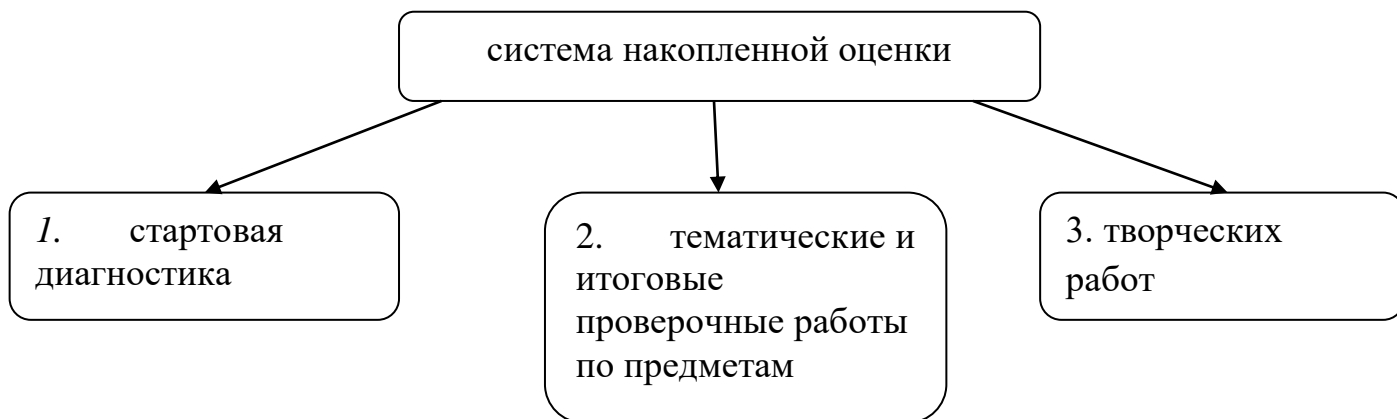 система накопленной оценки
1. стартовая
диагностика
2. тематические и
итоговые
проверочные работы
по предметам
3. творческих
работ